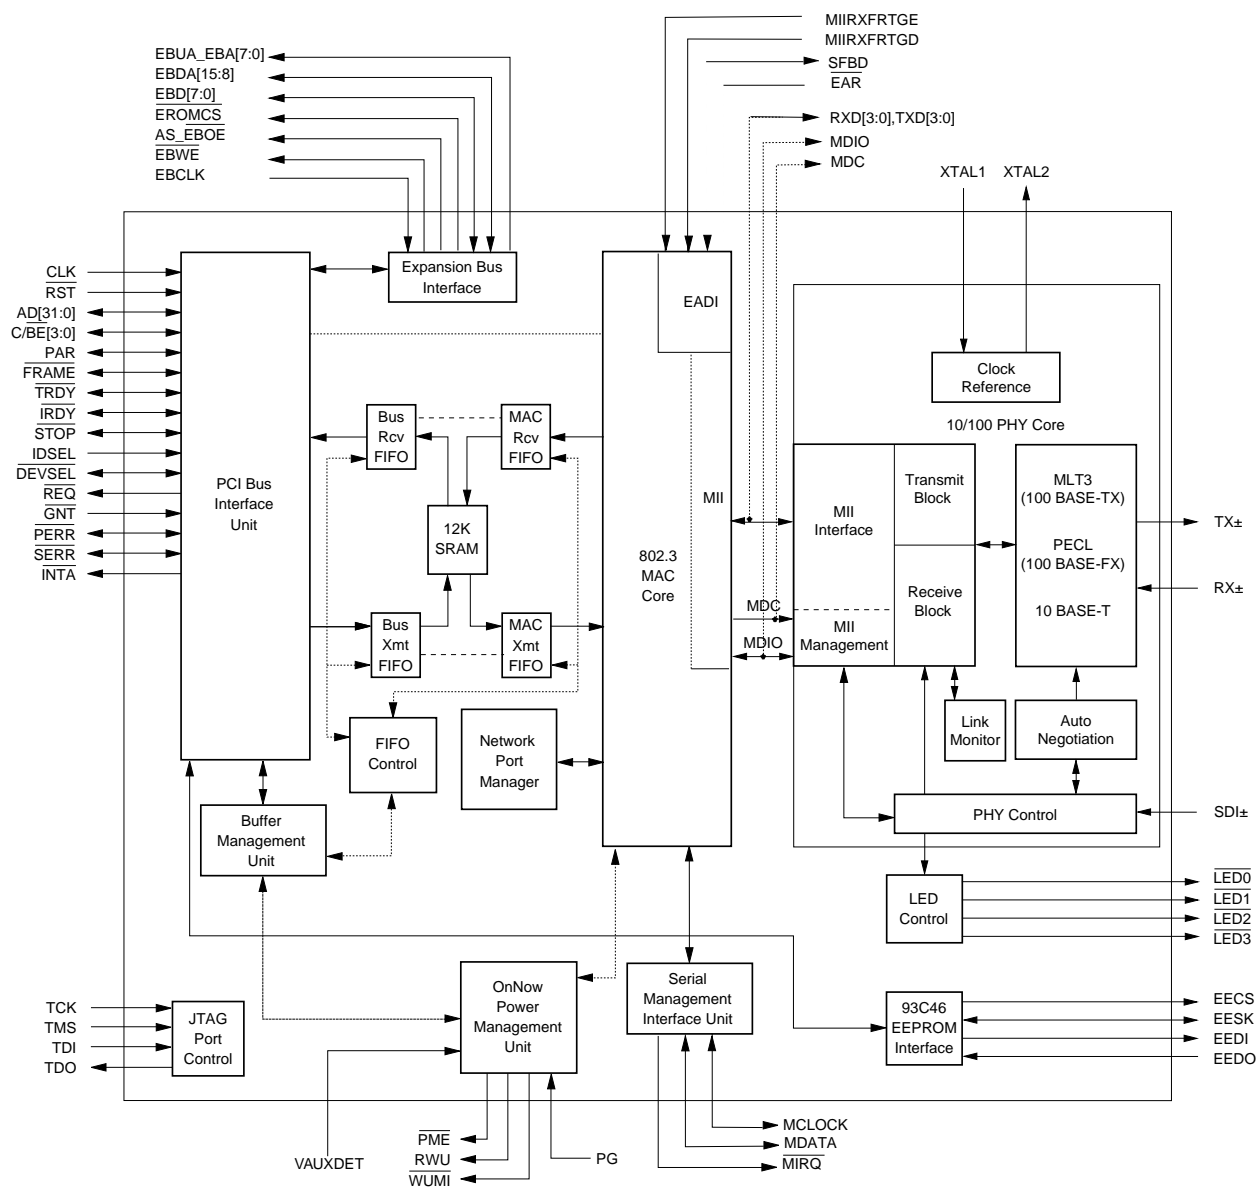 MIIRXFRTGE
MIIRXFRTGD
SFBD
EAR
EBUA_EBA[7:0]
EBDA[15:8]
EBD[7:0]
EROMCS
AS_EBOE
EBWE
EBCLK
RXD[3:0],TXD[3:0]
MDIO
MDC
XTAL1
XTAL2
CLK
RST
AD[31:0]
C/BE[3:0]
PAR
FRAME
TRDY
IRDY
STOP
IDSEL
DEVSEL
REQ
GNT
PERR
SERR
INTA
PCI Bus
Interface
Unit
Expansion Bus
Interface
EADI
Clock
Reference
10/100 PHY Core
Bus
Rcv
FIFO
MAC
Rcv
FIFO
12K
SRAM
Bus
Xmt
FIFO
MAC
Xmt
FIFO
MII
802.3
MAC
Core
MDC
MDIO
MII
Interface
MII
Management
Transmit
Block
Receive
Block
MLT3
(100 BASE-TX)
PECL
(100 BASE-FX)
10 BASE-T
TX±
RX±
FIFO
Control
Network
Port
Manager
Link
Monitor
Auto
Negotiation
PHY Control
SDI±
Buffer
Management
Unit
LED
Control
LED0
LED1
LED2
LED3
OnNow
Power
Management
Unit
Serial
Management
Interface Unit
93C46
EEPROM
Interface
EECS
EESK
EEDI
EEDO
TCK
TMS
TDI
TDO
JTAG
Port
Control
VAUXDET
PME
RWU
WUMI
PG
MCLOCK
MDATA
MIRQ